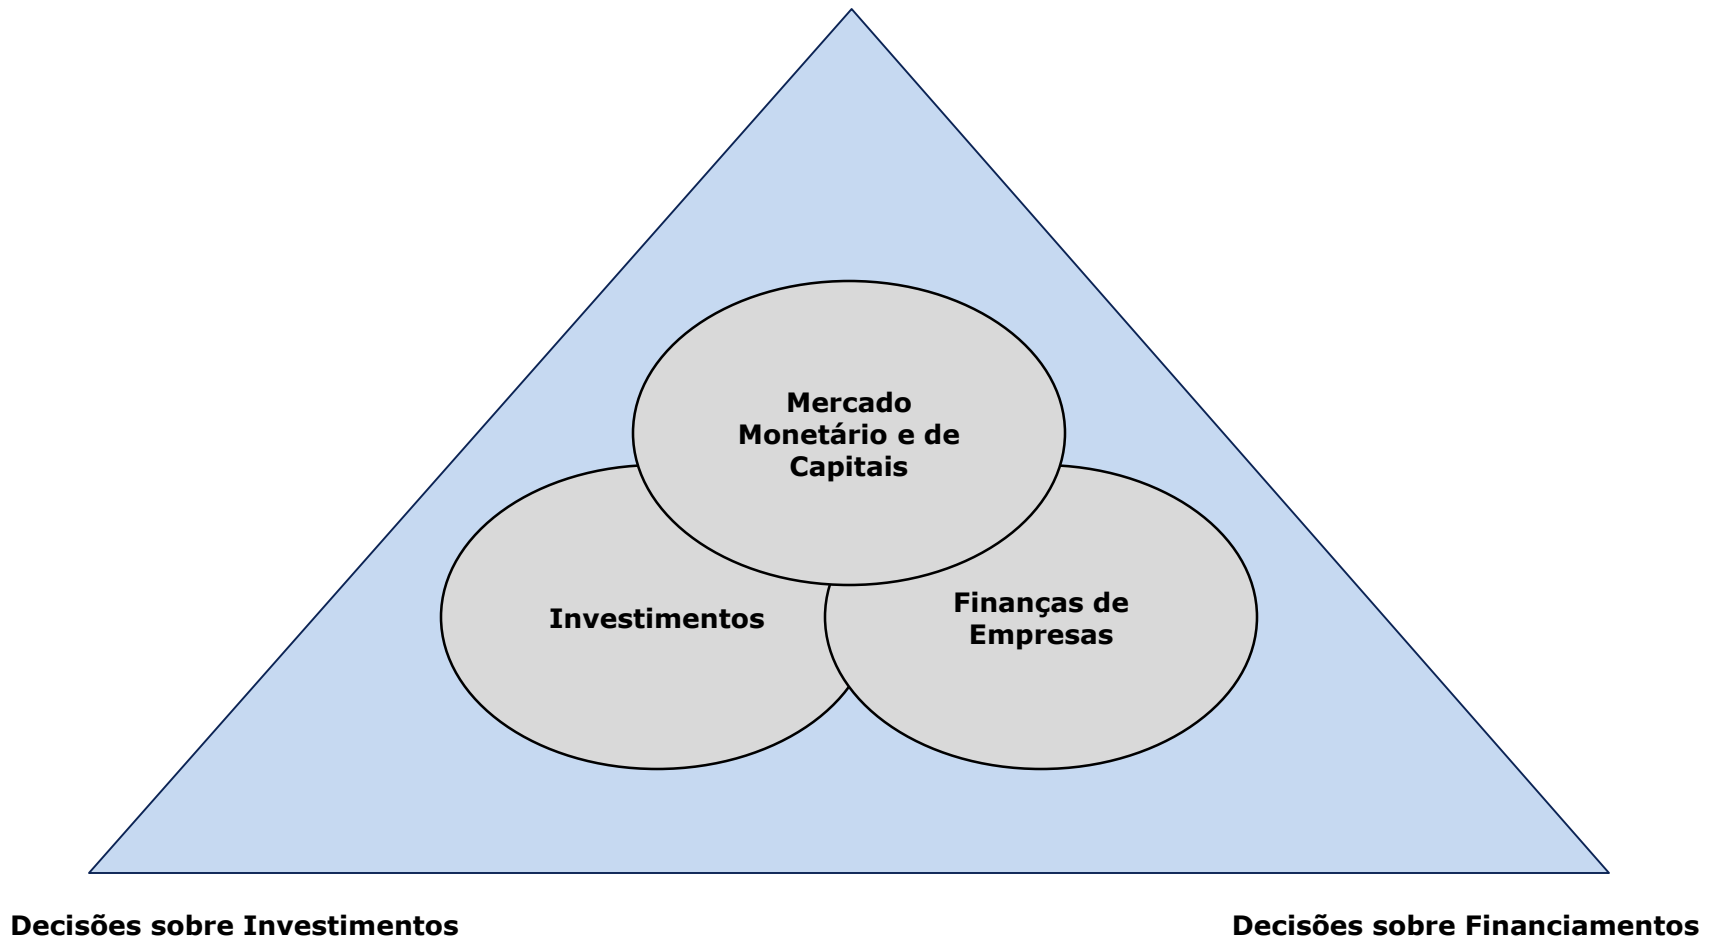 Mercado
Monetário e de
Capitais
Investimentos
Finanças de
Empresas
Decisões sobre Investimentos
Decisões sobre Financiamentos